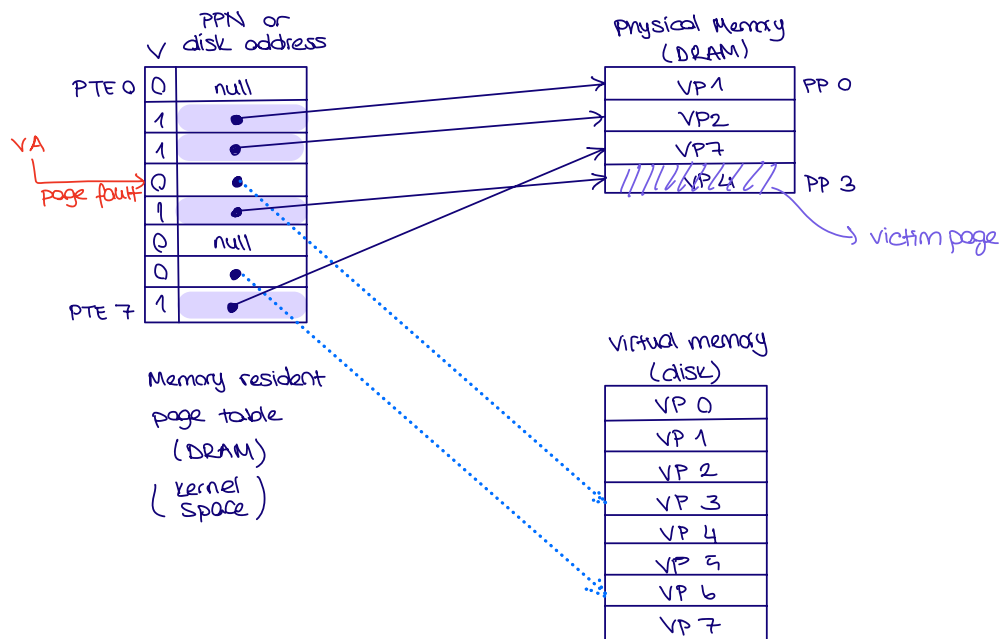 PPN or
disk address
V
PTE 0 0 null
1
1
VA
page fault 0
1
0 null
0
PTE 7 1
Memory resident
page table
(DRAM)
(kernel
space)
Physical Memory
(DRAM)
VP 1 PP 0
VP2
VP7
VP4 PP 3
victim page
Virtual memory
(disk)
VP 0
VP 1
VP 2
VP 3
VP 4
VP 5
VP 6
VP 7